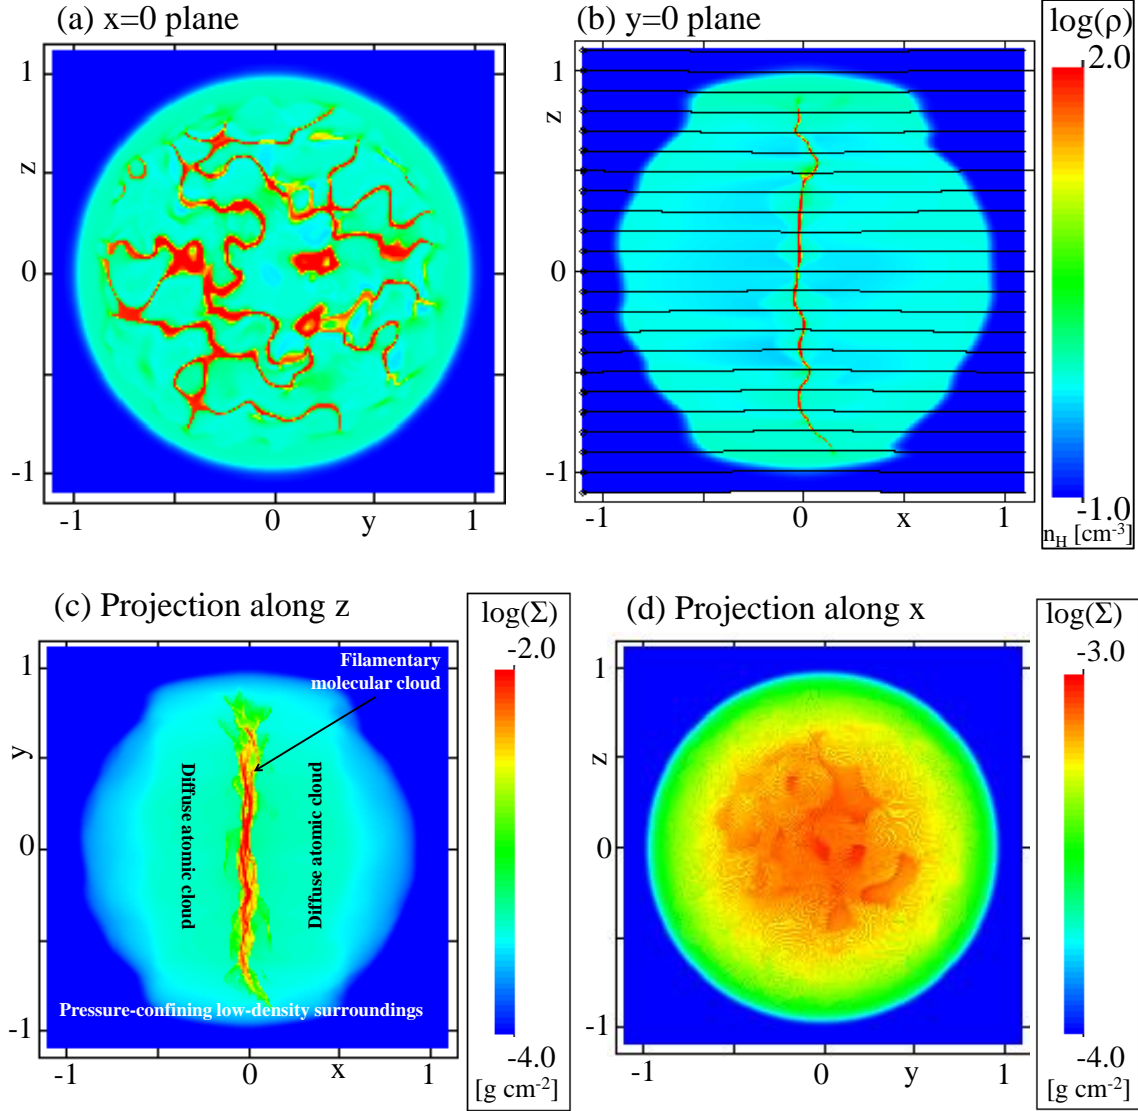 (a) x=0 plane
1
0
-1
z
-1
0
1
y
(b) y=0 plane
1
0
-1
z
-1
0
1
x
log(ρ)
2.0
-1.0
n_H [cm⁻³]
(c) Projection along z
1
0
-1
y
-1
0
1
x
Filamentary
molecular cloud
Diffuse atomic cloud
Diffuse atomic cloud
Pressure-confining low-density surroundings
log(Σ)
-2.0
-4.0
[g cm⁻²]
(d) Projection along x
1
0
-1
z
-1
0
1
y
log(Σ)
-3.0
-4.0
[g cm⁻²]